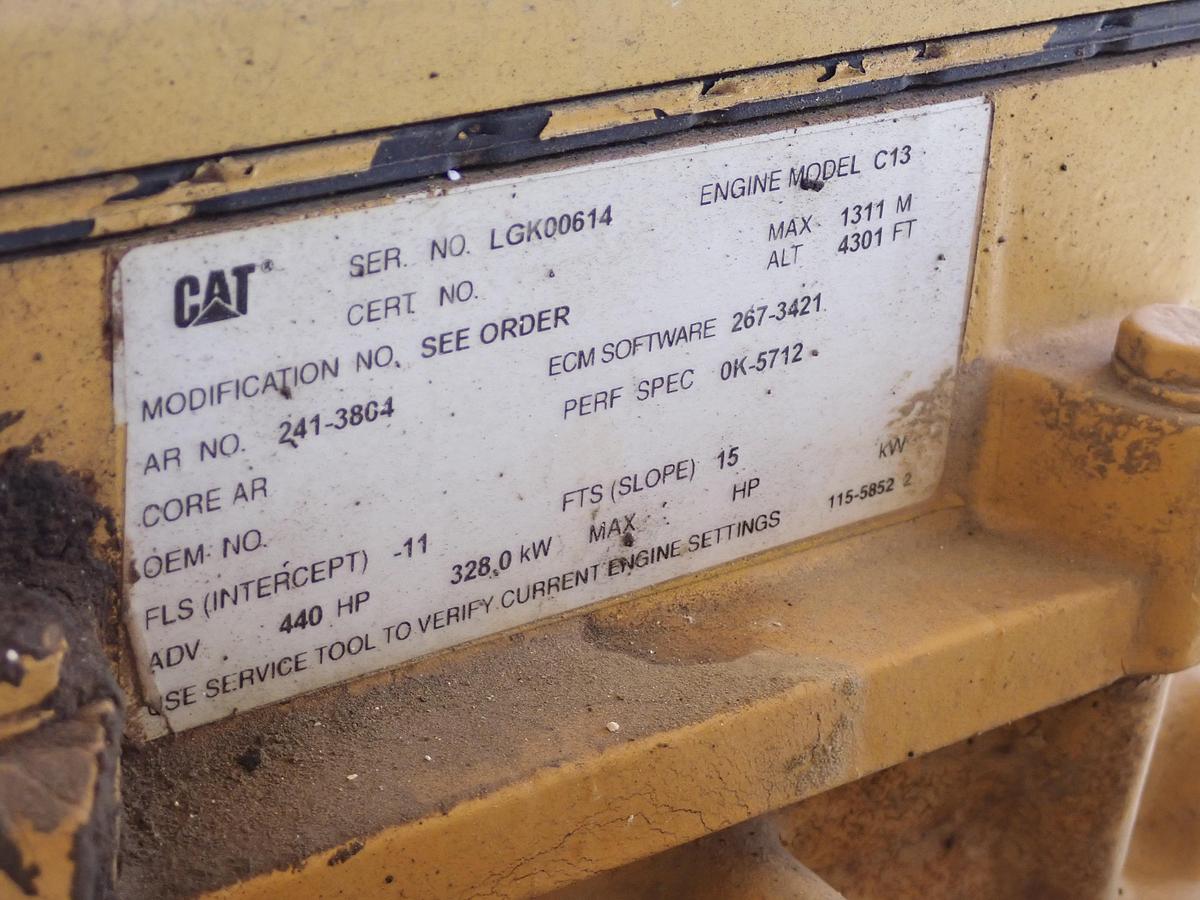 CAT® SER. NO. LGK00614 ENGINE MODEL C13
CERT. NO. MAX ALT 1311 M 4301 FT
MODIFICATION NO. SEE ORDER
AR NO. 241-3864 ECM SOFTWARE 267-3421
CORE AR PERF SPEC 0K-5712
OEM NO.
FLS (INTERCEPT) -11 FTS (SLOPE) 15
ADV 440 HP 328.0 kW MAX HP kW
USE SERVICE TOOL TO VERIFY CURRENT ENGINE SETTINGS 115-5852 2